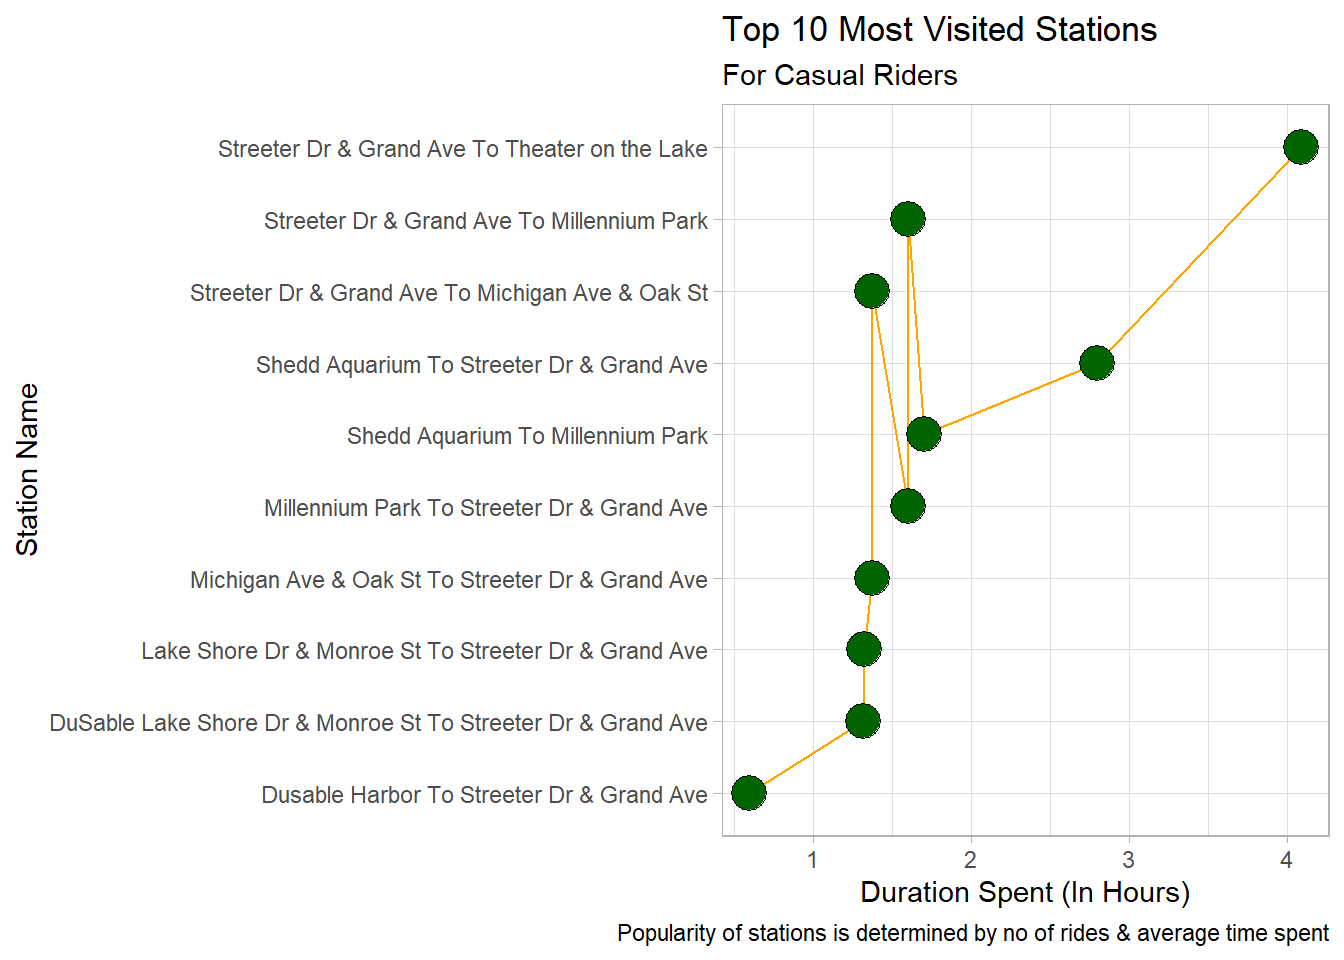 Top 10 Most Visited Stations
For Casual Riders
Station Name
Streeter Dr & Grand Ave To Theater on the Lake
Streeter Dr & Grand Ave To Millennium Park
Streeter Dr & Grand Ave To Michigan Ave & Oak St
Shedd Aquarium To Streeter Dr & Grand Ave
Shedd Aquarium To Millennium Park
Millennium Park To Streeter Dr & Grand Ave
Michigan Ave & Oak St To Streeter Dr & Grand Ave
Lake Shore Dr & Monroe St To Streeter Dr & Grand Ave
DuSable Lake Shore Dr & Monroe St To Streeter Dr & Grand Ave
Dusable Harbor To Streeter Dr & Grand Ave
1 2 3 4
Duration Spent (In Hours)
Popularity of stations is determined by no of rides & average time spent